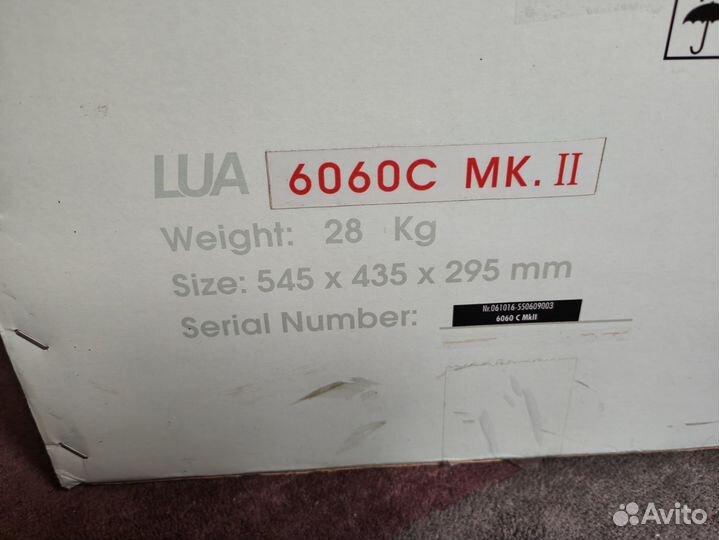 LUA 6060C MK. II
Weight: 28 Kg
Size: 545 x 435 x 295 mm
Serial Number: Nr.061016-550609003
6060 C MkII
Avito